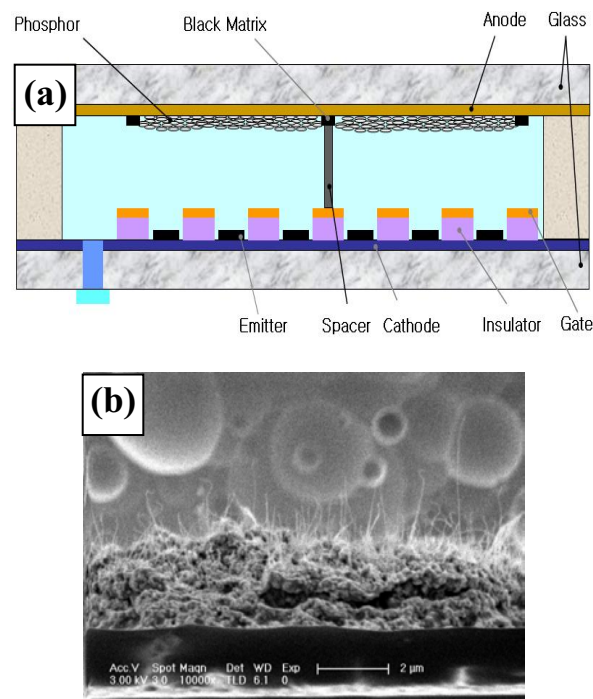 Phosphor Black Matrix Anode Glass
(a)
Emitter Spacer Cathode Insulator Gate
(b)
Acc.V Spot Magn Det WD Exp
3.00 kV 3.0 10000x TLD 6.1 0 2 µm